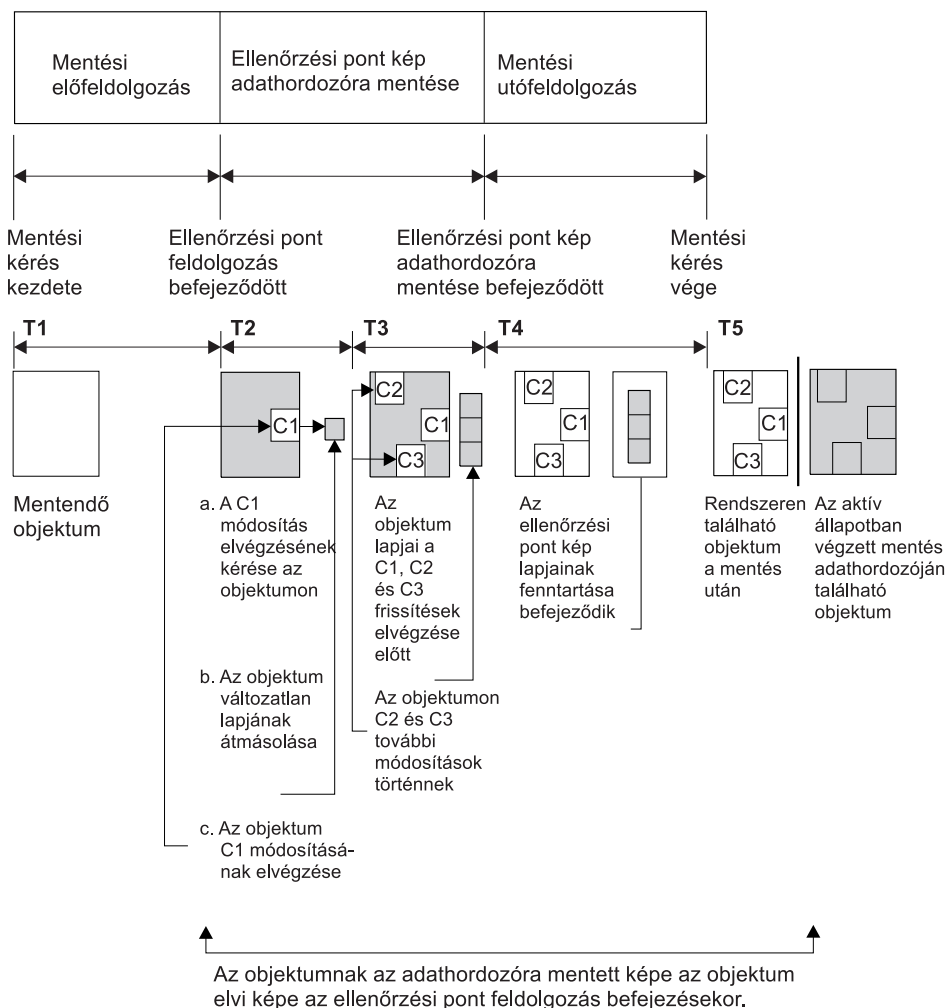 Mentési
előfeldolgozás
Ellenőrzési pont kép
adathordozóra mentése
Mentési
utófeldolgozás
Mentési
kérés
kezdete
Ellenőrzési pont
feldolgozás
befejeződött
Ellenőrzési pont kép
adathordozóra
mentése befejeződött
Mentési
kérés
vége
T1
T2
T3
T4
T5
C1
C2
C1
C3
C2
C1
C3
C2
C1
C3
Mentendő
objektum
a. A C1
módosítás
elvégzésének
kérése az
objektumon
b. Az objektum
változatlan
lapjának
átmásolása
c. Az objektum
C1 módosításá-
nak elvégzése
Az
objektum
lapjai a
C1, C2
és C3
frissítések
elvégzése
előtt
Az objektumon
C2 és C3
további
módosítások
történnek
Az
ellenőrzési
pont kép
lapjainak
fenntartása
befejeződik
Rendszeren
található
objektum
a mentés
után
Az aktív
állapotban
végzett mentés
adathordozóján
található
objektum
Az objektumnak az adathordozóra mentett képe az objektum
elvi képe az ellenőrzési pont feldolgozás befejezésekor.